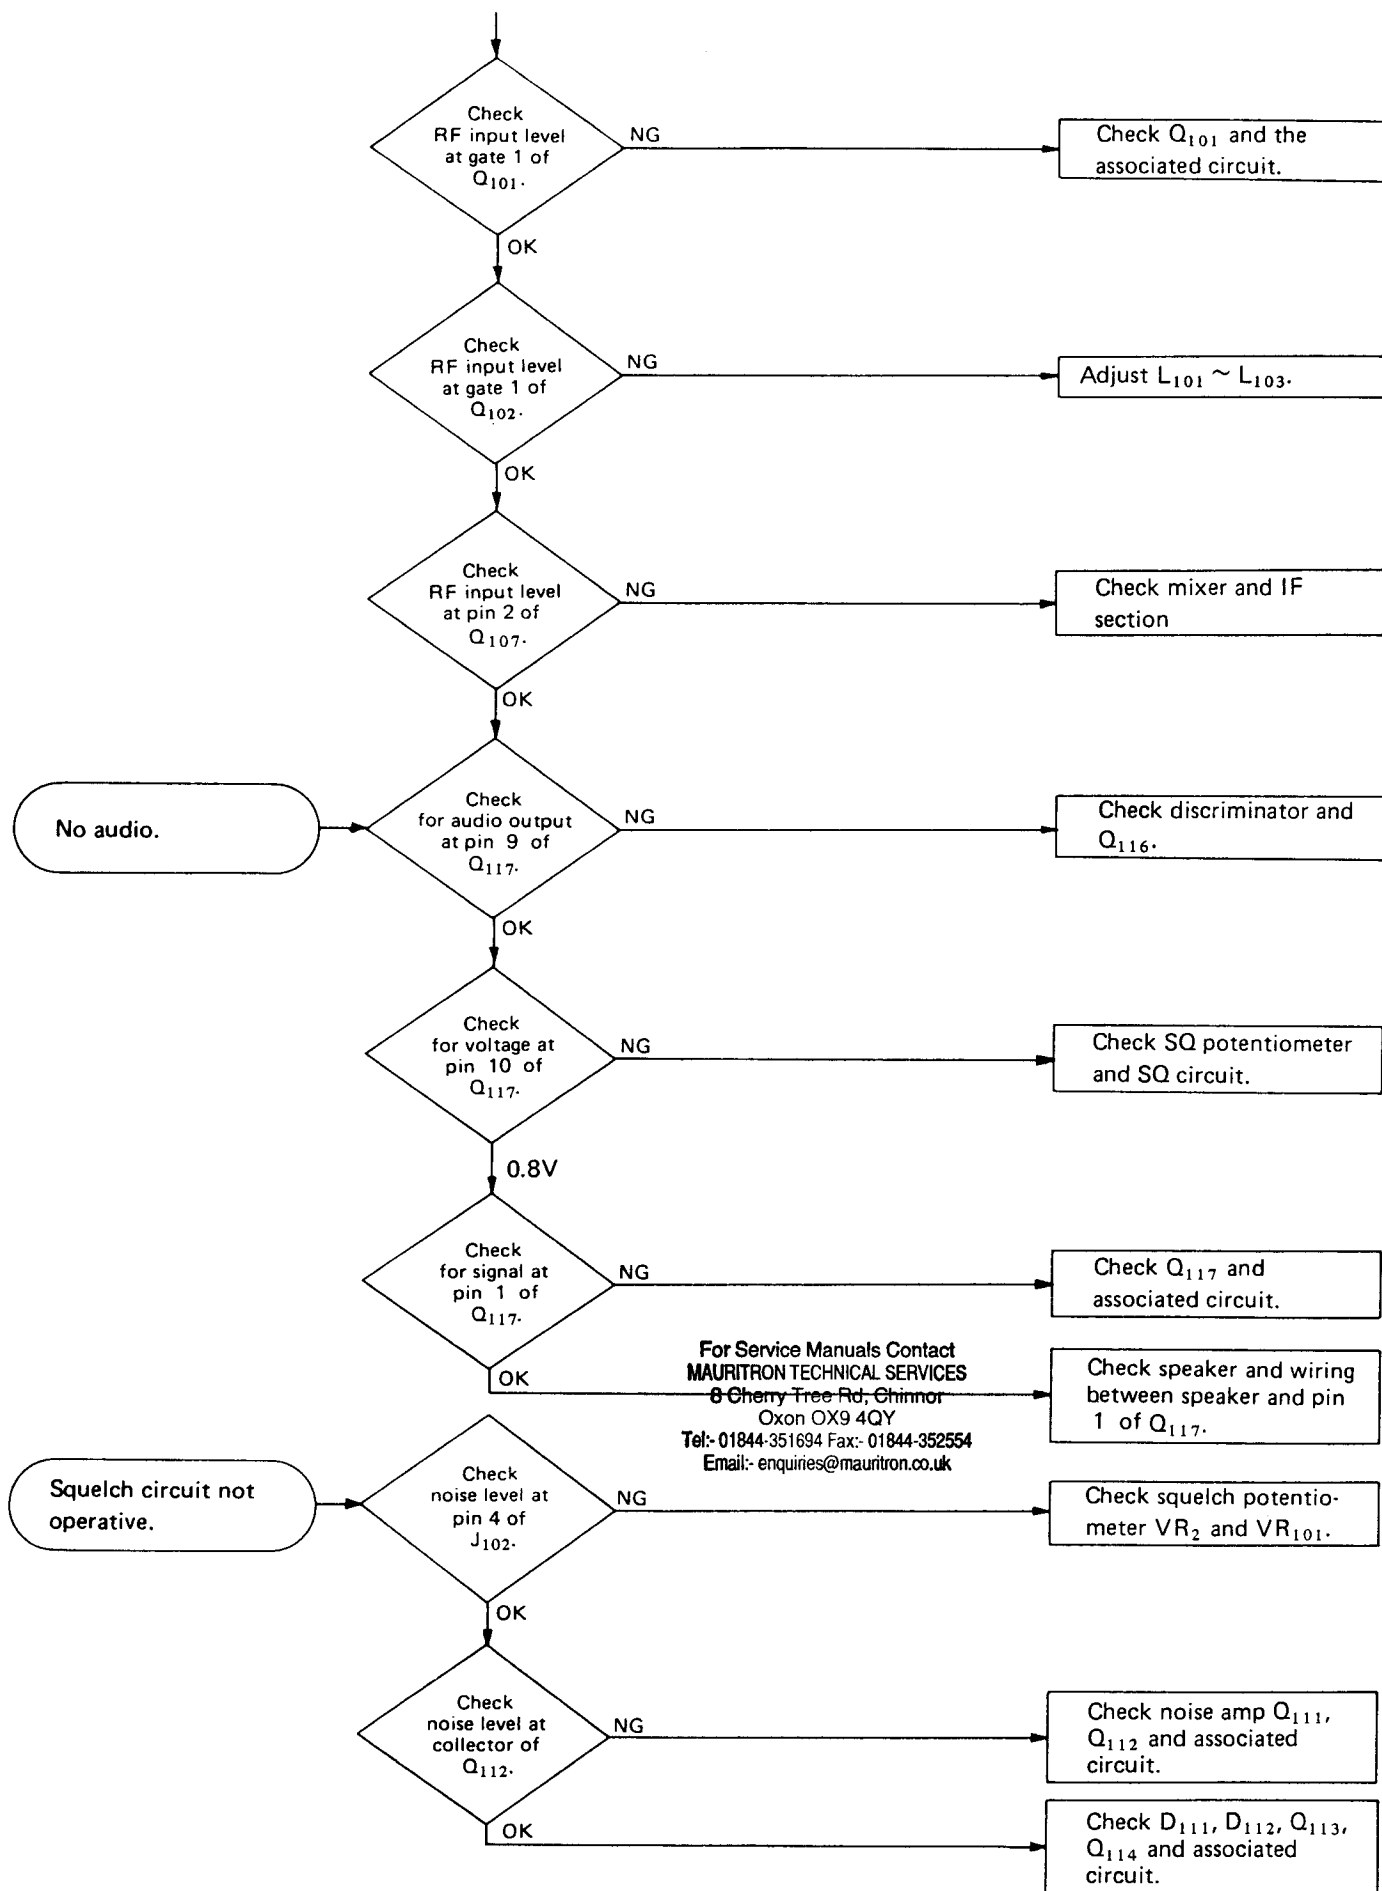 Check
RF input level
at gate 1 of
Q101.
NG
Check Q101 and the
associated circuit.
OK
Check
RF input level
at gate 1 of
Q102.
NG
Adjust L101 ~ L103.
OK
Check
RF input level
at pin 2 of
Q107.
NG
Check mixer and IF
section
OK
No audio.
Check
for audio output
at pin 9 of
Q117.
NG
Check discriminator and
Q116.
OK
Check
for voltage at
pin 10 of
Q117.
NG
Check SQ potentiometer
and SQ circuit.
0.8V
Check
for signal at
pin 1 of
Q117.
NG
Check Q117 and
associated circuit.
OK
For Service Manuals Contact
MAURITRON TECHNICAL SERVICES
8 Cherry Tree Rd, Chinnor
Oxon OX9 4QY
Tel:- 01844-351694 Fax:- 01844-352554
Email:- enquiries@mauritron.co.uk
Check speaker and wiring
between speaker and pin
1 of Q117.
Squelch circuit not
operative.
Check
noise level at
pin 4 of
J102.
NG
Check squelch potentio-
meter VR2 and VR101.
OK
Check
noise level at
collector of
Q112.
NG
Check noise amp Q111,
Q112 and associated
circuit.
OK
Check D111, D112, Q113,
Q114 and associated
circuit.